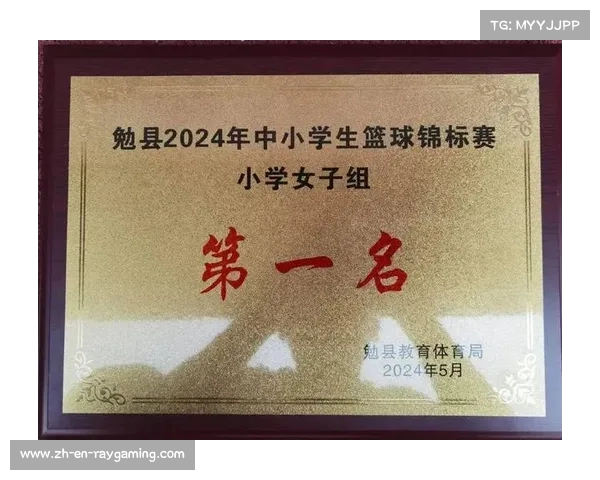 TG: MYYJJPP
勉县2024年中小学生篮球锦标赛
小学女子组
第一名
勉县教育体育局
2024年5月
www.zh-en-raygaming.com